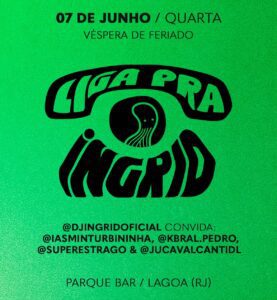 07 DE JUNHO / QUARTA
VÉSPERA DE FERIADO
LIGA PRA
INGRID
@DJINGRIDOFICIAL CONVIDA:
@IASMINTURBININHA, @KBRAL.PEDRO,
@SUPERESTRAGO & @JUCAVALCANTIDL
PARQUE BAR / LAGOA (RJ)